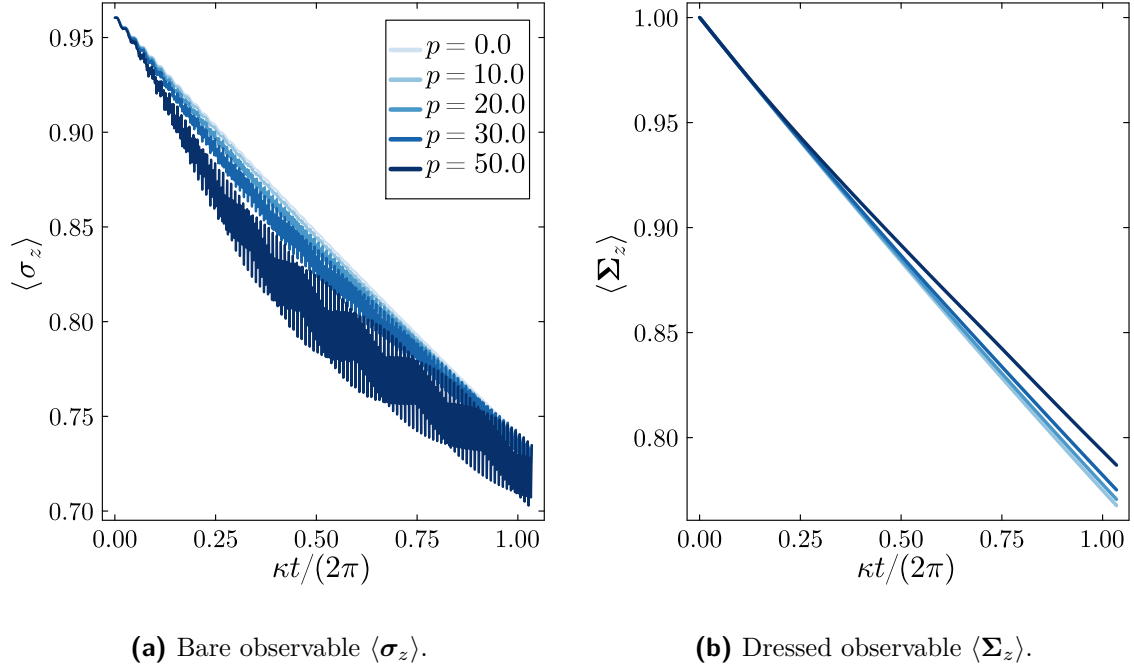 0.95
0.90
0.85
0.80
0.75
0.70
⟨σ_z⟩
p = 0.0
p = 10.0
p = 20.0
p = 30.0
p = 50.0
0.00 0.25 0.50 0.75 1.00
κt/(2π)
1.00
0.95
0.90
0.85
0.80
⟨Σ_z⟩
0.00 0.25 0.50 0.75 1.00
κt/(2π)
(a) Bare observable ⟨σ_z⟩.
(b) Dressed observable ⟨Σ_z⟩.